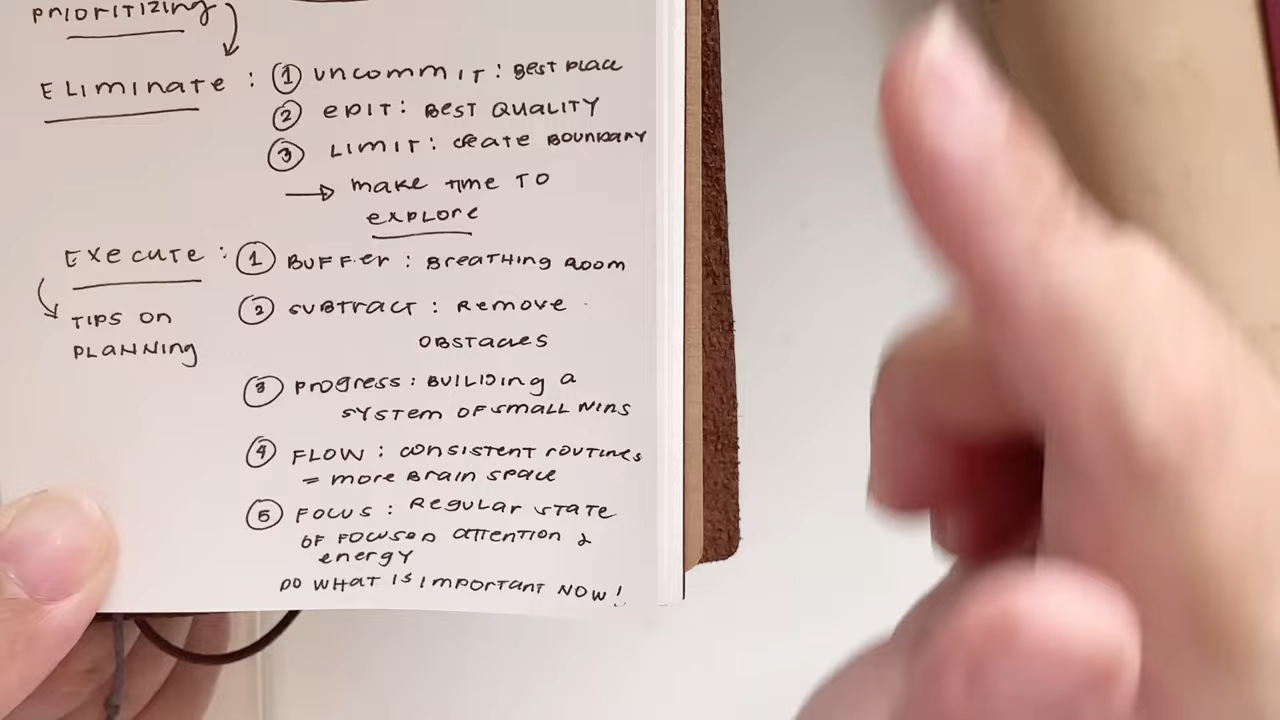 PRIORITIZING
ELIMINATE : ① UNCOMMIT : BEST PLACE
② EDIT : BEST QUALITY
③ LIMIT : CREATE BOUNDARY
→ MAKE TIME TO
EXPLORE
EXECUTE : ① BUFFER : BREATHING ROOM
② SUBTRACT : REMOVE
TIPS ON
OBSTACLES
PLANNING
③ PROGRESS : BUILDING A
SYSTEM OF SMALL WINS
④ FLOW : CONSISTENT ROUTINES
= MORE BRAIN SPACE
⑤ FOCUS : REGULAR STATE
OF FOCUSED ATTENTION &
ENERGY
DO WHAT IS IMPORTANT NOW!